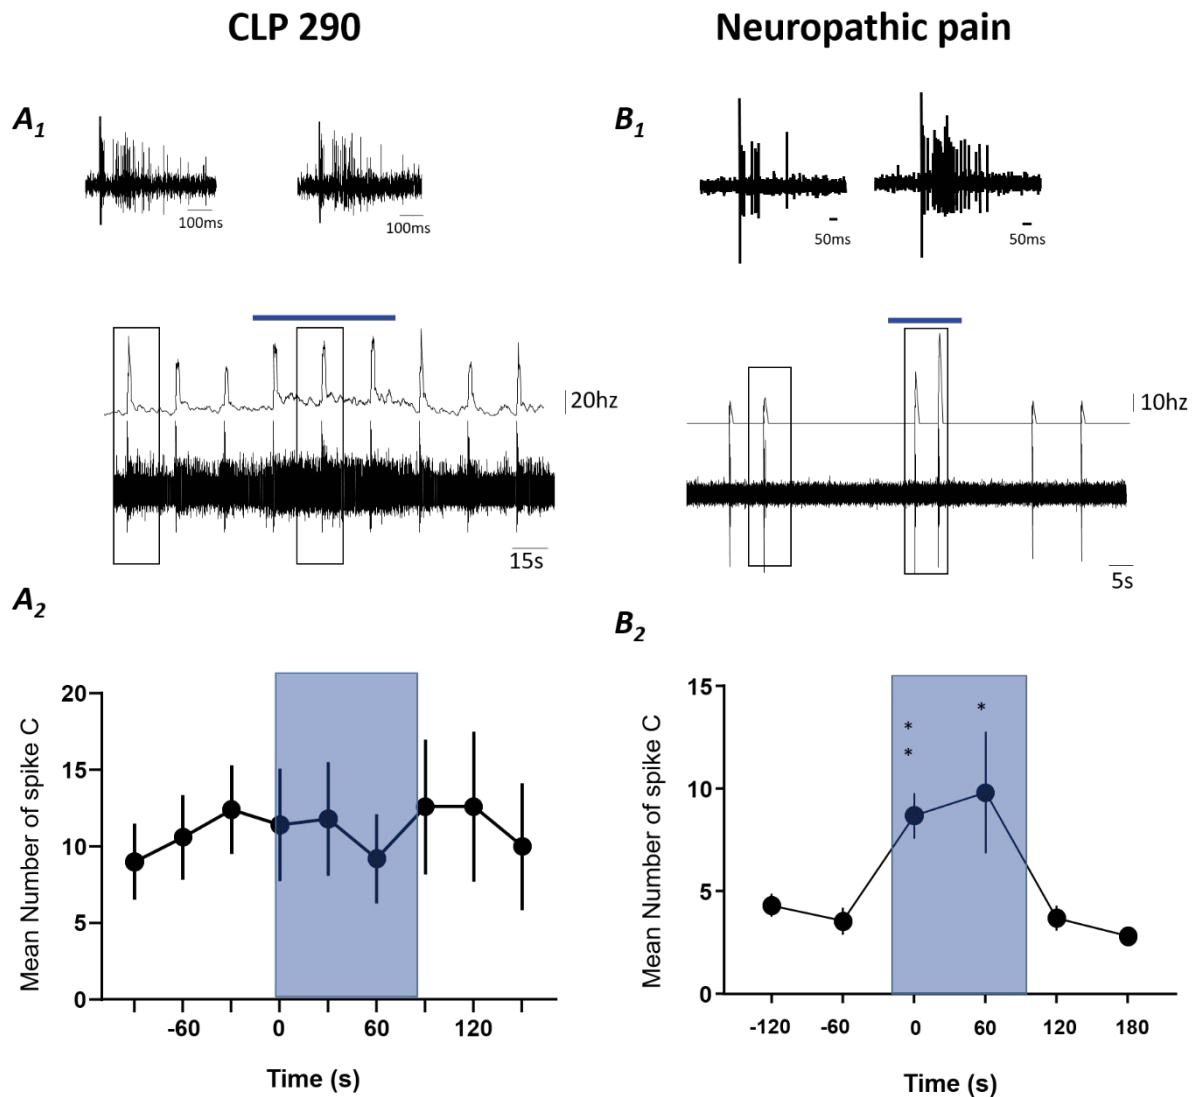 CLP 290
Neuropathic pain
A1
B1
100ms
100ms
50ms
50ms
20hz
10hz
15s
5s
A2
B2
Mean Number of spike C
20
15
10
5
0
-60
0
60
120
Time (s)
Mean Number of spike C
15
10
5
0
*
*
*
-120
-60
0
60
120
180
Time (s)